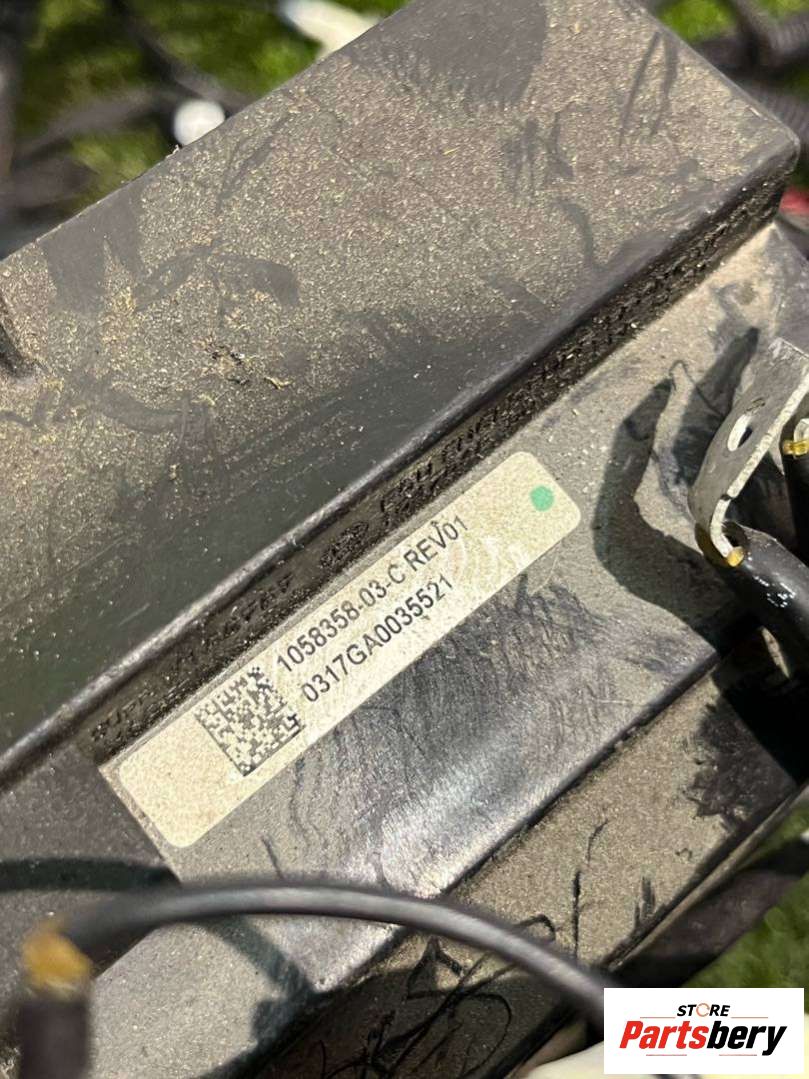 1058358-03-C REV01
0317GA0035521
STORE
Partsbery